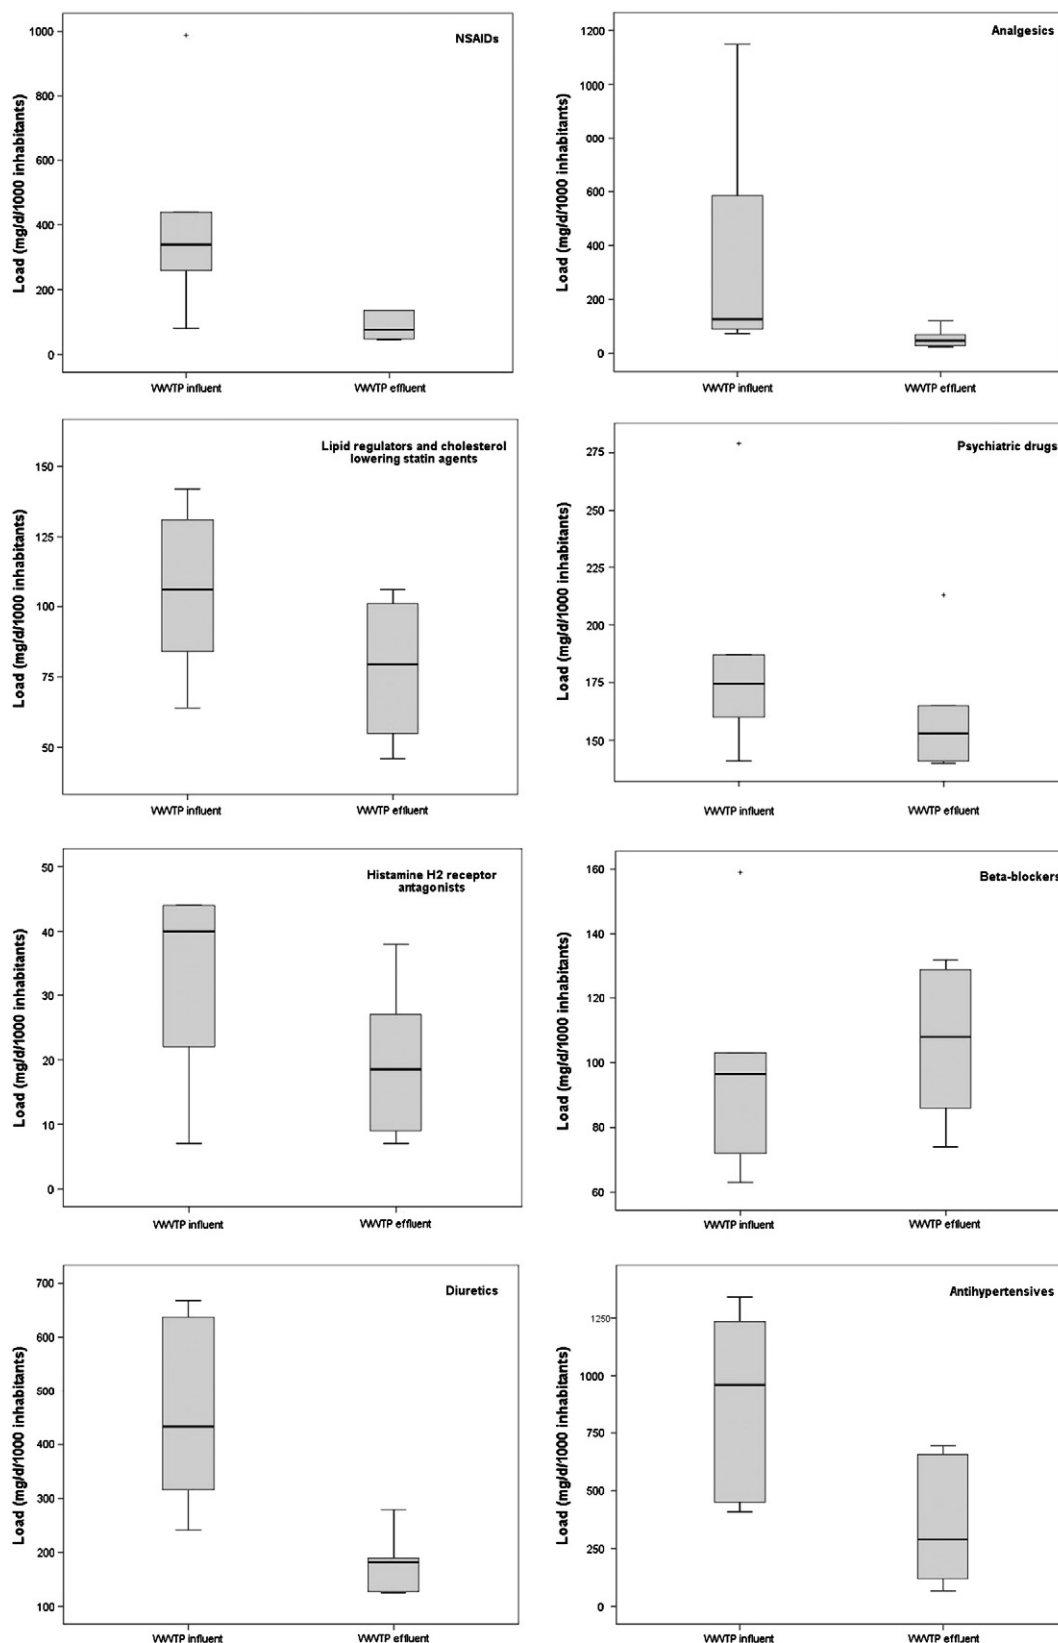 NSAIDs
Load (mg/d/1000 inhabitants)
1000
800
600
400
200
0
WWTP influent
WWTP effluent
Analgesics
Load (mg/d/1000 inhabitants)
1200
1000
000
000
600
400
200
0
WWTP influent
WWTP effluent
Lipid regulators and cholesterol
lowering statin agents
Load (mg/d/1000 inhabitants)
150
125
100
75
50
WWTP influent
WWTP effluent
Psychiatric drugs
Load (mg/d/1000 inhabitants)
275
250
225
200
175
150
WWTP influent
WWTP effluent
Histamine H2 receptor
antagonists
Load (mg/d/1000 inhabitants)
50
40
30
20
10
0
WWTP influent
WWTP effluent
Beta-blockers
Load (mg/d/1000 inhabitants)
160
140
120
100
80
60
WWTP influent
WWTP effluent
Diuretics
Load (mg/d/1000 inhabitants)
700
600
500
400
300
200
100
WWTP influent
WWTP effluent
Antihypertensives
Load (mg/d/1000 inhabitants)
1250
1000
750
500
250
0
WWTP influent
WWTP effluent